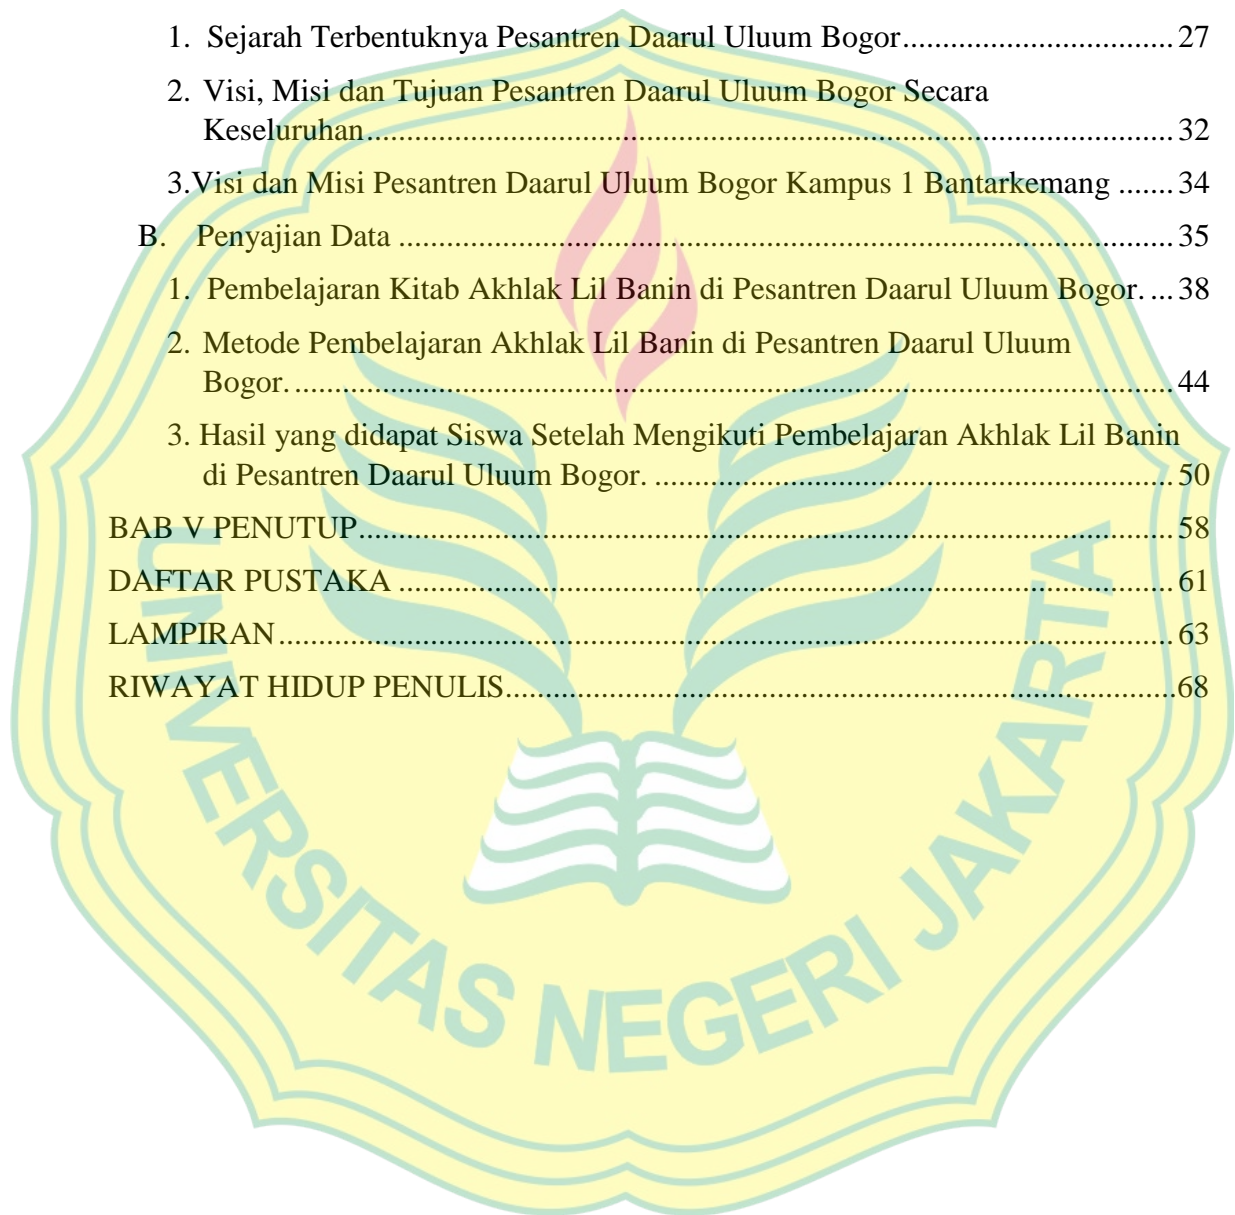 1. Sejarah Terbentuknya Pesantren Daarul Uluum Bogor.................................. 27
2. Visi, Misi dan Tujuan Pesantren Daarul Uluum Bogor Secara
Keseluruhan..................................................................................................... 32
3.Visi dan Misi Pesantren Daarul Uluum Bogor Kampus 1 Bantarkemang ....... 34
B. Penyajian Data ................................................................................................. 35
1. Pembelajaran Kitab Akhlak Lil Banin di Pesantren Daarul Uluum Bogor. ... 38
2. Metode Pembelajaran Akhlak Lil Banin di Pesantren Daarul Uluum
Bogor. .............................................................................................................. 44
3. Hasil yang didapat Siswa Setelah Mengikuti Pembelajaran Akhlak Lil Banin
di Pesantren Daarul Uluum Bogor. ................................................................. 50
BAB V PENUTUP...................................................................................................... 58
DAFTAR PUSTAKA ................................................................................................. 61
LAMPIRAN................................................................................................................ 63
RIWAYAT HIDUP PENULIS....................................................................................68
UNIVERSITAS NEGERI JAKARTA